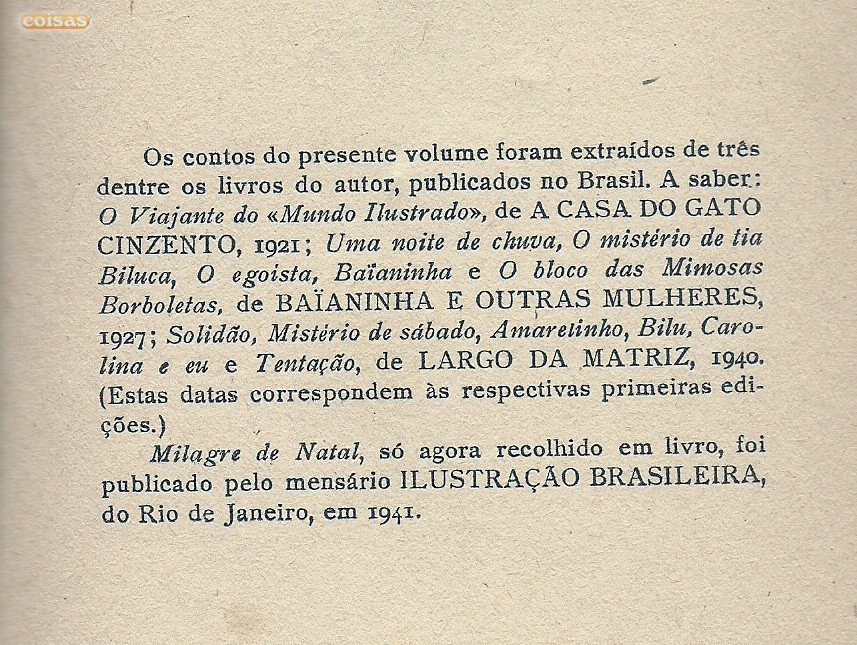 coisas
Os contos do presente volume foram extraídos de três
dentre os livros do autor, publicados no Brasil. A saber:
O Viajante do «Mundo Ilustrado», de A CASA DO GATO
CINZENTO, 1921; Uma noite de chuva, O mistério de tia
Biluca, O egoista, Baïaninha e O bloco das Mimosas
Borboletas, de BAÏANINHA E OUTRAS MULHERES,
1927; Solidão, Mistério de sábado, Amarelinho, Bilu, Caro-
lina e eu e Tentação, de LARGO DA MATRIZ, 1940.
(Estas datas correspondem às respectivas primeiras edi-
ções.)
Milagre de Natal, só agora recolhido em livro, foi
publicado pelo mensário ILUSTRAÇÃO BRASILEIRA,
do Rio de Janeiro, em 1941.